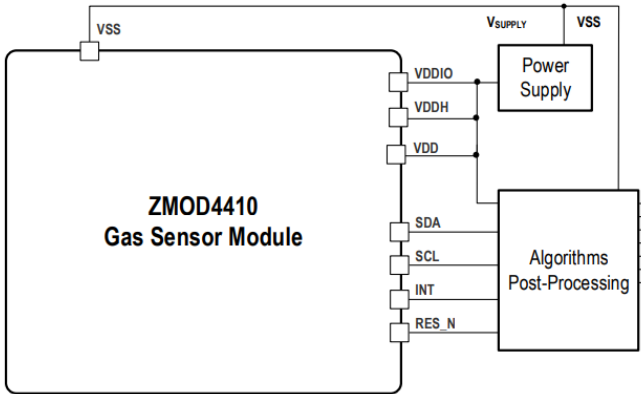 VSS
VSUPPLY
VSS
VDDIO
Power
Supply
VDDH
VDD
ZMOD4410
Gas Sensor Module
SDA
SCL
INT
RES_N
Algorithms
Post-Processing